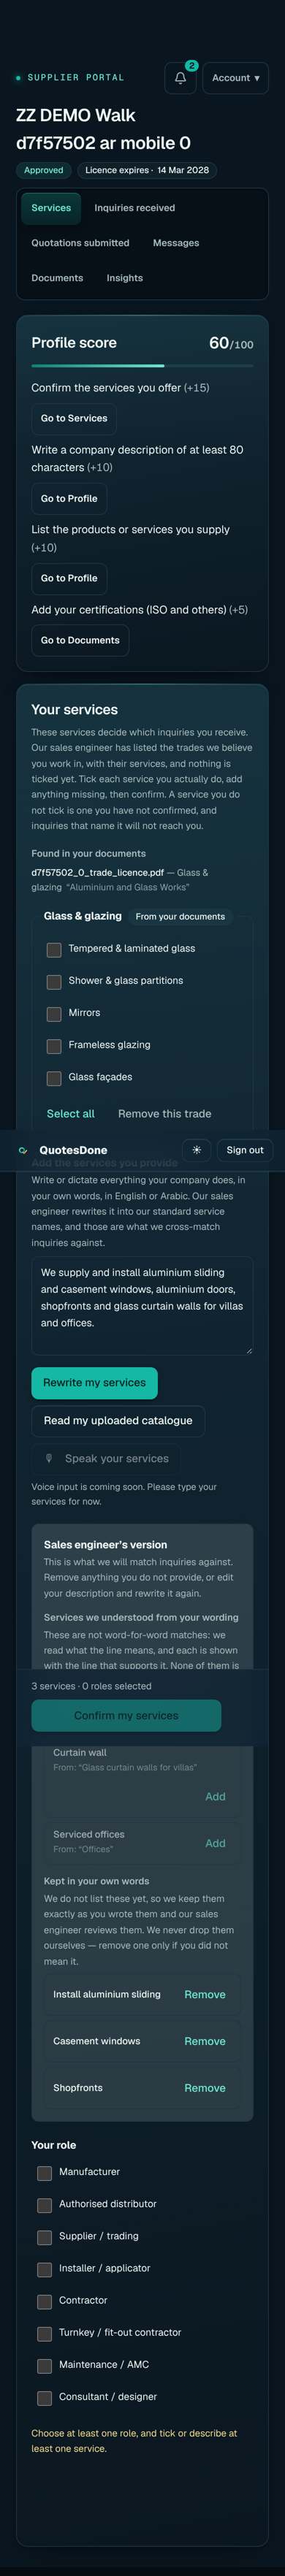 SUPPLIER PORTAL
2
Account ▾
ZZ DEMO Walk
d7f57502 ar mobile 0
Approved
Licence expires · 14 Mar 2028
Services
Inquiries received
Quotations submitted
Messages
Documents
Insights
Profile score
60/100
Confirm the services you offer (+15)
Go to Services
Write a company description of at least 80
characters (+10)
Go to Profile
List the products or services you supply
(+10)
Go to Profile
Add your certifications (ISO and others) (+5)
Go to Documents
Your services
These services decide which inquiries you receive.
Our sales engineer has listed the trades we believe
you work in, with their services, and nothing is
ticked yet. Tick each service you actually do, add
anything missing, then confirm. A service you do
not tick is one you have not confirmed, and
inquiries that name it will not reach you.
Found in your documents
d7f57502_0_trade_licence.pdf — Glass &
glazing "Aluminium and Glass Works"
Glass & glazing
From your documents
Tempered & laminated glass
Shower & glass partitions
Mirrors
Frameless glazing
Glass façades
Select all
Remove this trade
QuotesDone
Sign out
Add the services you provide
Write or dictate everything your company does, in
your own words, in English or Arabic. Our sales
engineer rewrites it into our standard service
names, and those are what we cross-match
inquiries against.
We supply and install aluminium sliding
and casement windows, aluminium doors,
shopfronts and glass curtain walls for villas
and offices.
Rewrite my services
Read my uploaded catalogue
Speak your services
Voice input is coming soon. Please type your
services for now.
Sales engineer's version
This is what we will match inquiries against.
Remove anything you do not provide, or edit
your description and rewrite it again.
Services we understood from your wording
These are not word-for-word matches: we
read what the line means, and each is shown
with the line that supports it. None of them is
3 services · 0 roles selected
Confirm my services
Curtain wall
From: "Glass curtain walls for villas"
Add
Serviced offices
From: "Offices"
Add
Kept in your own words
We do not list these yet, so we keep them
exactly as you wrote them and our sales
engineer reviews them. We never drop them
ourselves — remove one only if you did not
mean it.
Install aluminium sliding
Remove
Casement windows
Remove
Shopfronts
Remove
Your role
Manufacturer
Authorised distributor
Supplier / trading
Installer / applicator
Contractor
Turnkey / fit-out contractor
Maintenance / AMC
Consultant / designer
Choose at least one role, and tick or describe at
least one service.